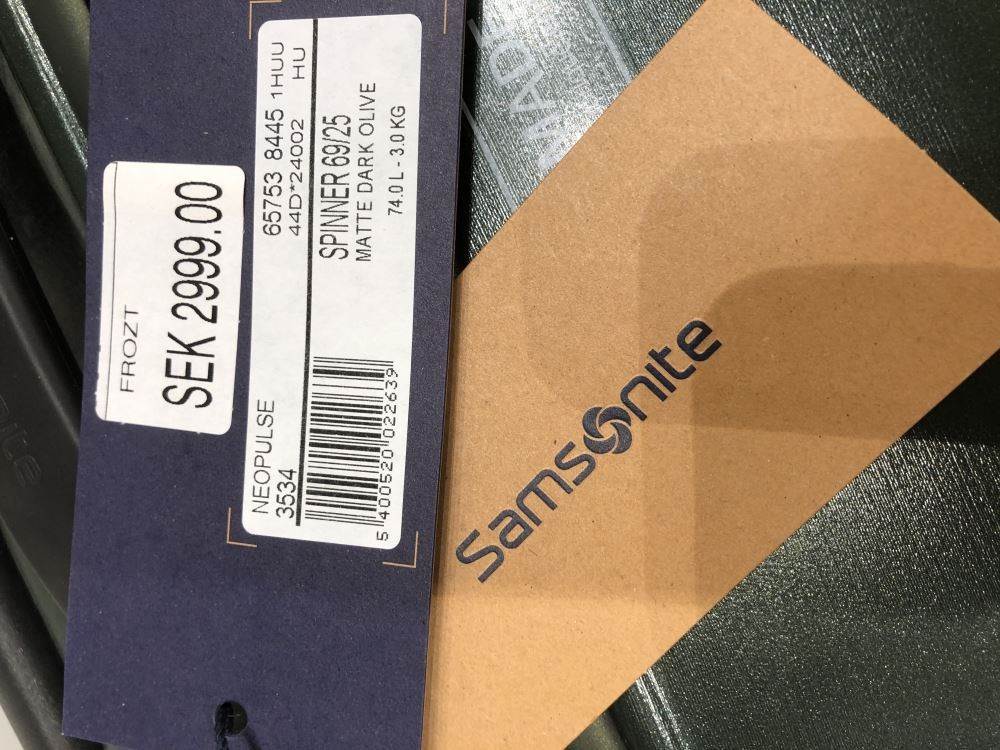 FROZT
SEK 2999.00
NEOPULSE
3534
65753 8445 1HUU
44D*24002 HU
SPINNER 69/25
MATTE DARK OLIVE
74.0 L - 3.0 KG
5 400520 022639
samsonite
MADE